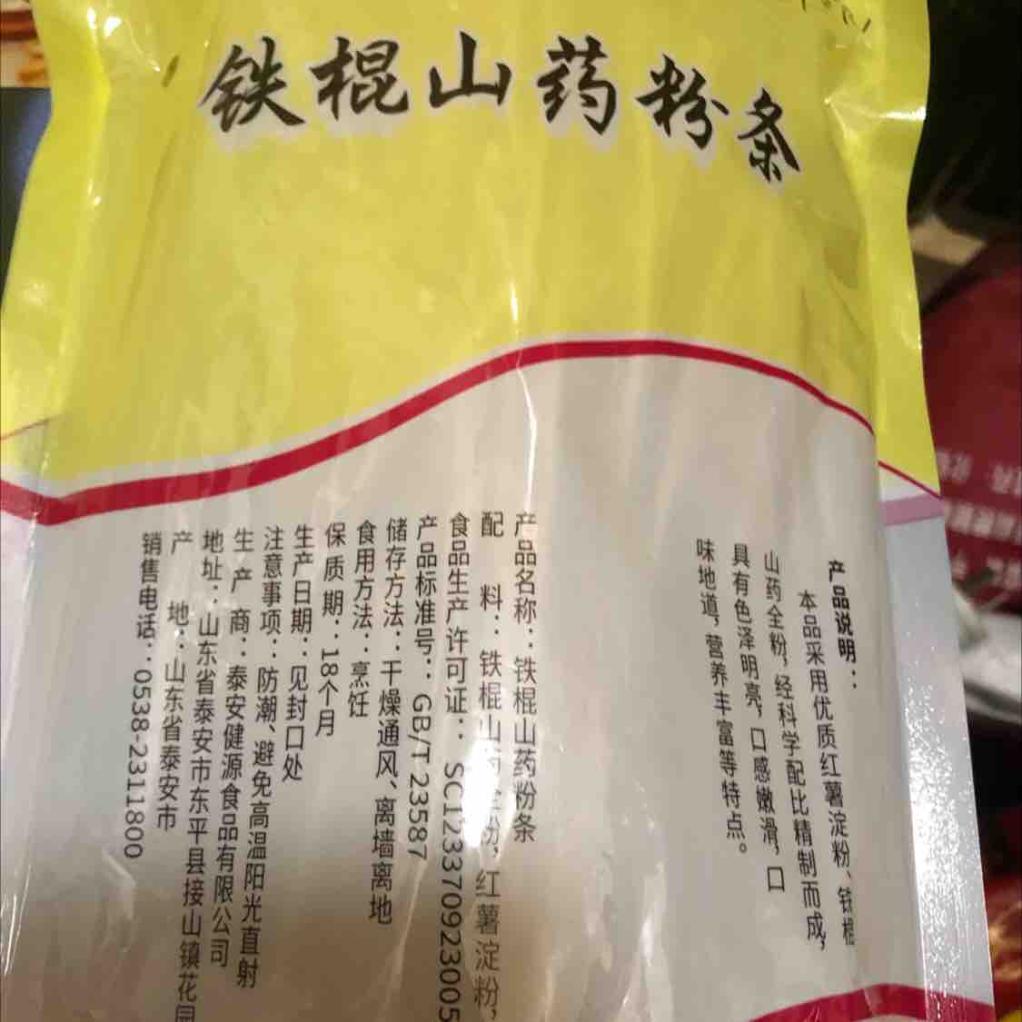 铁棍山药粉条
产品说明：
本品采用优质红薯淀粉、铁棍
山药全粉，经科学配比精制而成，
具有色泽明亮，口感嫩滑，口
味地道，营养丰富等特点。
产品名称：铁棍山药粉条
配 料：铁棍山药全粉，红薯淀粉，
食品生产许可证：SC123370923005
产品标准号：GB/T 23587
储存方法：干燥通风、离墙离地
食用方法：烹饪
保质期：18个月
生产日期：见封口处
注意事项：防潮、避免高温阳光直射
生产商：泰安健源食品有限公司
地址：山东省泰安市东平县接山镇花园
产 地：山东省泰安市
销售电话：0538-2311800